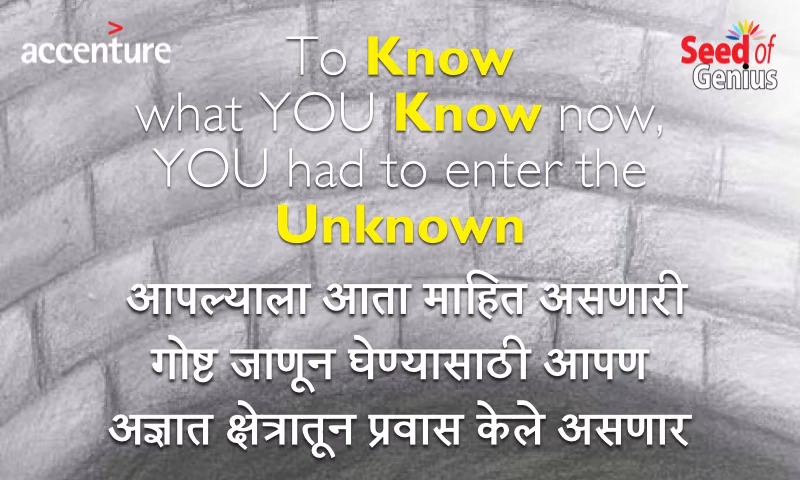 accenture
Seed of
Genius
To Know
what YOU Know now,
YOU had to enter the
Unknown
आपल्याला आता माहित असणारी
गोष्ट जाणून घेण्यासाठी आपण
अज्ञात क्षेत्रातून प्रवास केले असणार